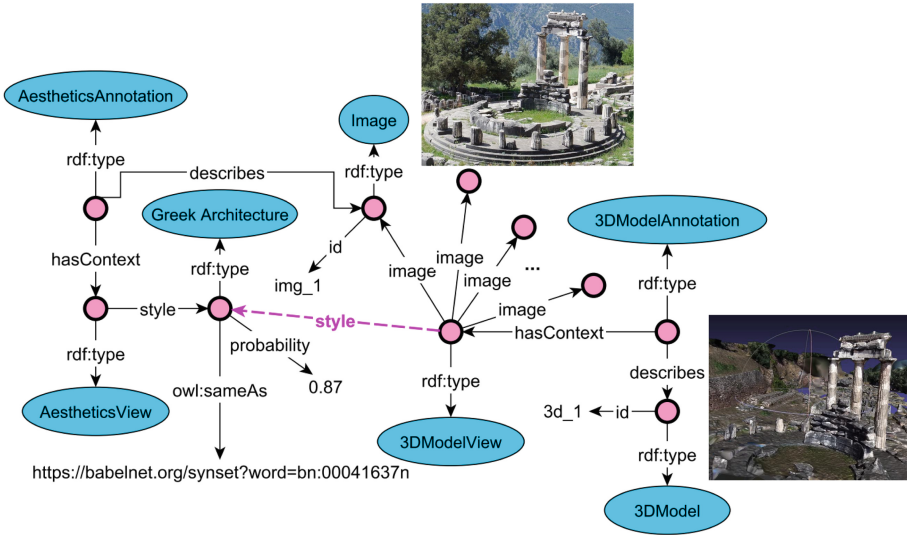 AestheticsAnnotation
Image
rdf:type
describes
rdf:type
Greek Architecture
3DModelAnnotation
hasContext
rdf:type
id
image
image
image
...
rdf:type
img_1
image
style
style
hasContext
rdf:type
probability
rdf:type
describes
owl:sameAs
0.87
AestheticsView
3d_1
id
3DModelView
rdf:type
https://babelnet.org/synset?word=bn:00041637n
3DModel